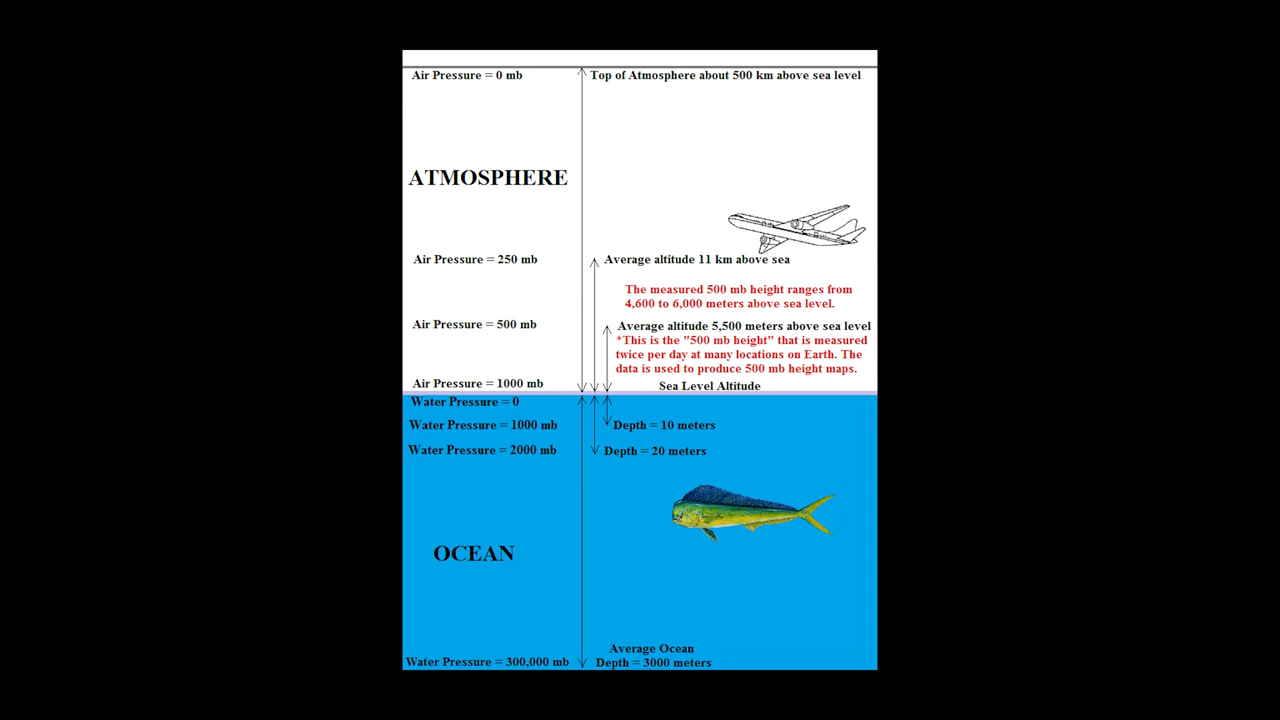 Air Pressure = 0 mb
Top of Atmosphere about 500 km above sea level
ATMOSPHERE
Air Pressure = 250 mb
Average altitude 11 km above sea
The measured 500 mb height ranges from
4,600 to 6,000 meters above sea level.
Air Pressure = 500 mb
Average altitude 5,500 meters above sea level
*This is the "500 mb height" that is measured
twice per day at many locations on Earth. The
data is used to produce 500 mb height maps.
Air Pressure = 1000 mb
Sea Level Altitude
Water Pressure = 0
Water Pressure = 1000 mb
Depth = 10 meters
Water Pressure = 2000 mb
Depth = 20 meters
OCEAN
Average Ocean
Water Pressure = 300,000 mb
Depth = 3000 meters